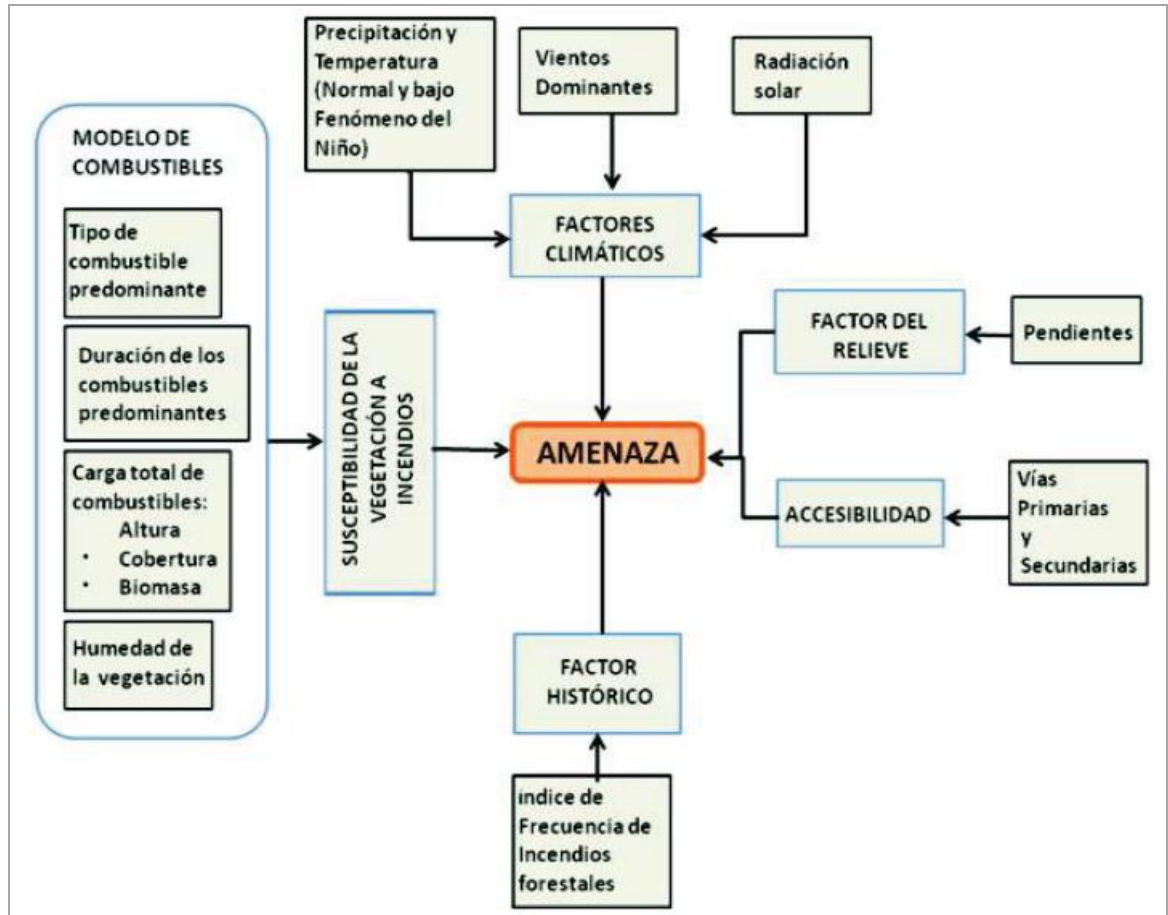 Precipitación y
Temperatura
(Normal y bajo
Fenómeno del
Niño)
Vientos
Dominantes
Radiación
solar
MODELO DE
COMBUSTIBLES
Tipo de
combustible
predominante
Duración de los
combustibles
predominantes
Carga total de
combustibles:
Altura
• Cobertura
• Biomasa
Humedad de
la vegetación
SUSCEPTIBILIDAD DE LA
VEGETACIÓN A
INCENDIOS
FACTORES
CLIMÁTICOS
AMENAZA
FACTOR DEL
RELIEVE
Pendientes
ACCESIBILIDAD
Vías
Primarias
y
Secundarias
FACTOR
HISTÓRICO
índice de
Frecuencia de
Incendios
forestales